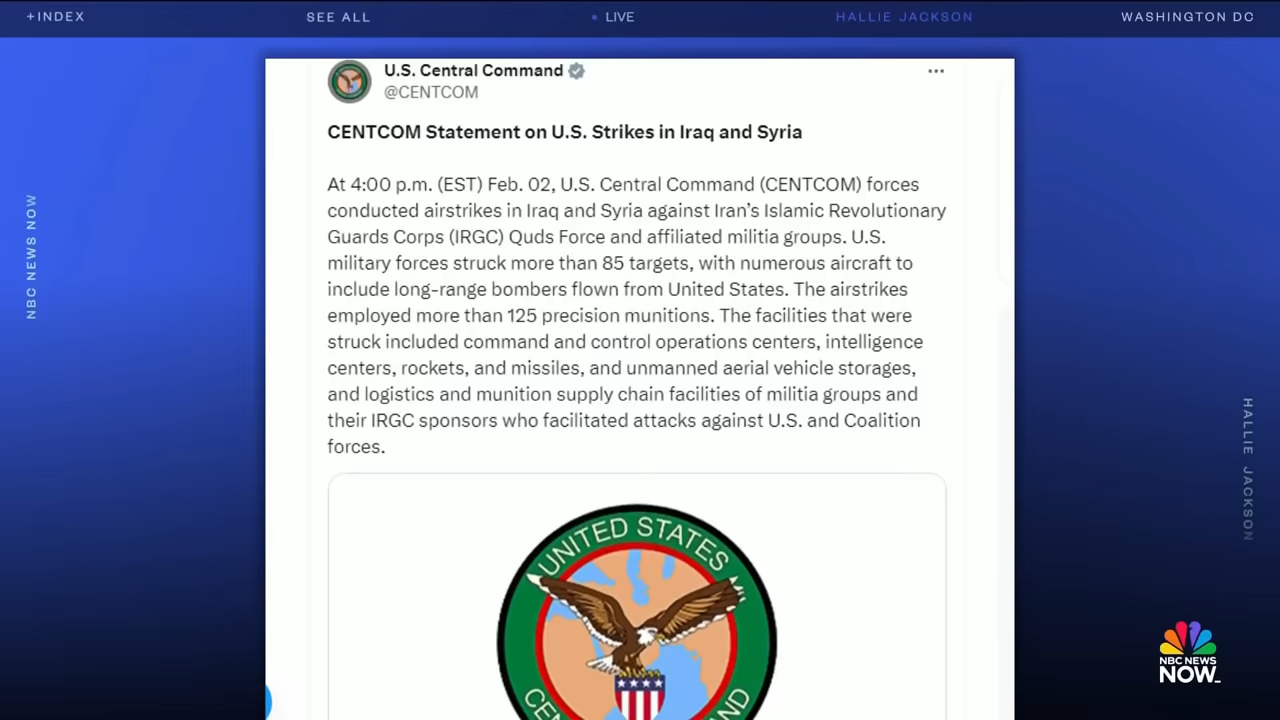 +INDEX
SEE ALL
• LIVE
HALLIE JACKSON
WASHINGTON DC
U.S. Central Command
@CENTCOM
...
CENTCOM Statement on U.S. Strikes in Iraq and Syria
At 4:00 p.m. (EST) Feb. 02, U.S. Central Command (CENTCOM) forces
conducted airstrikes in Iraq and Syria against Iran’s Islamic Revolutionary
Guards Corps (IRGC) Quds Force and affiliated militia groups. U.S.
military forces struck more than 85 targets, with numerous aircraft to
include long-range bombers flown from United States. The airstrikes
employed more than 125 precision munitions. The facilities that were
struck included command and control operations centers, intelligence
centers, rockets, and missiles, and unmanned aerial vehicle storages,
and logistics and munition supply chain facilities of militia groups and
their IRGC sponsors who facilitated attacks against U.S. and Coalition
forces.
UNITED STATES
NBC NEWS NOW
HALLIE JACKSON
NBC NEWS
NOW_